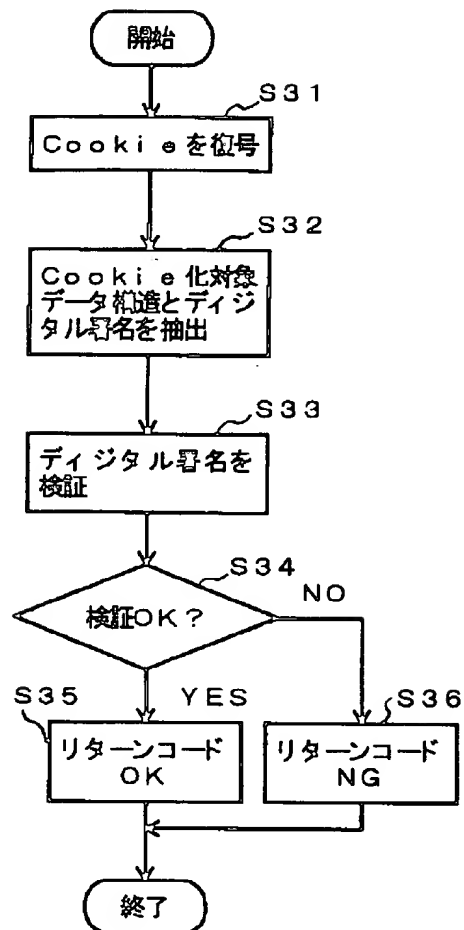 開始
S31
Cookieを復号
S32
Cookie化対象
データ構造とディジ
タル署名を抽出
S33
ディジタル署名を
検証
S34
検証OK?
NO
S35
YES
S36
リターンコード
OK
リターンコード
NG
終了